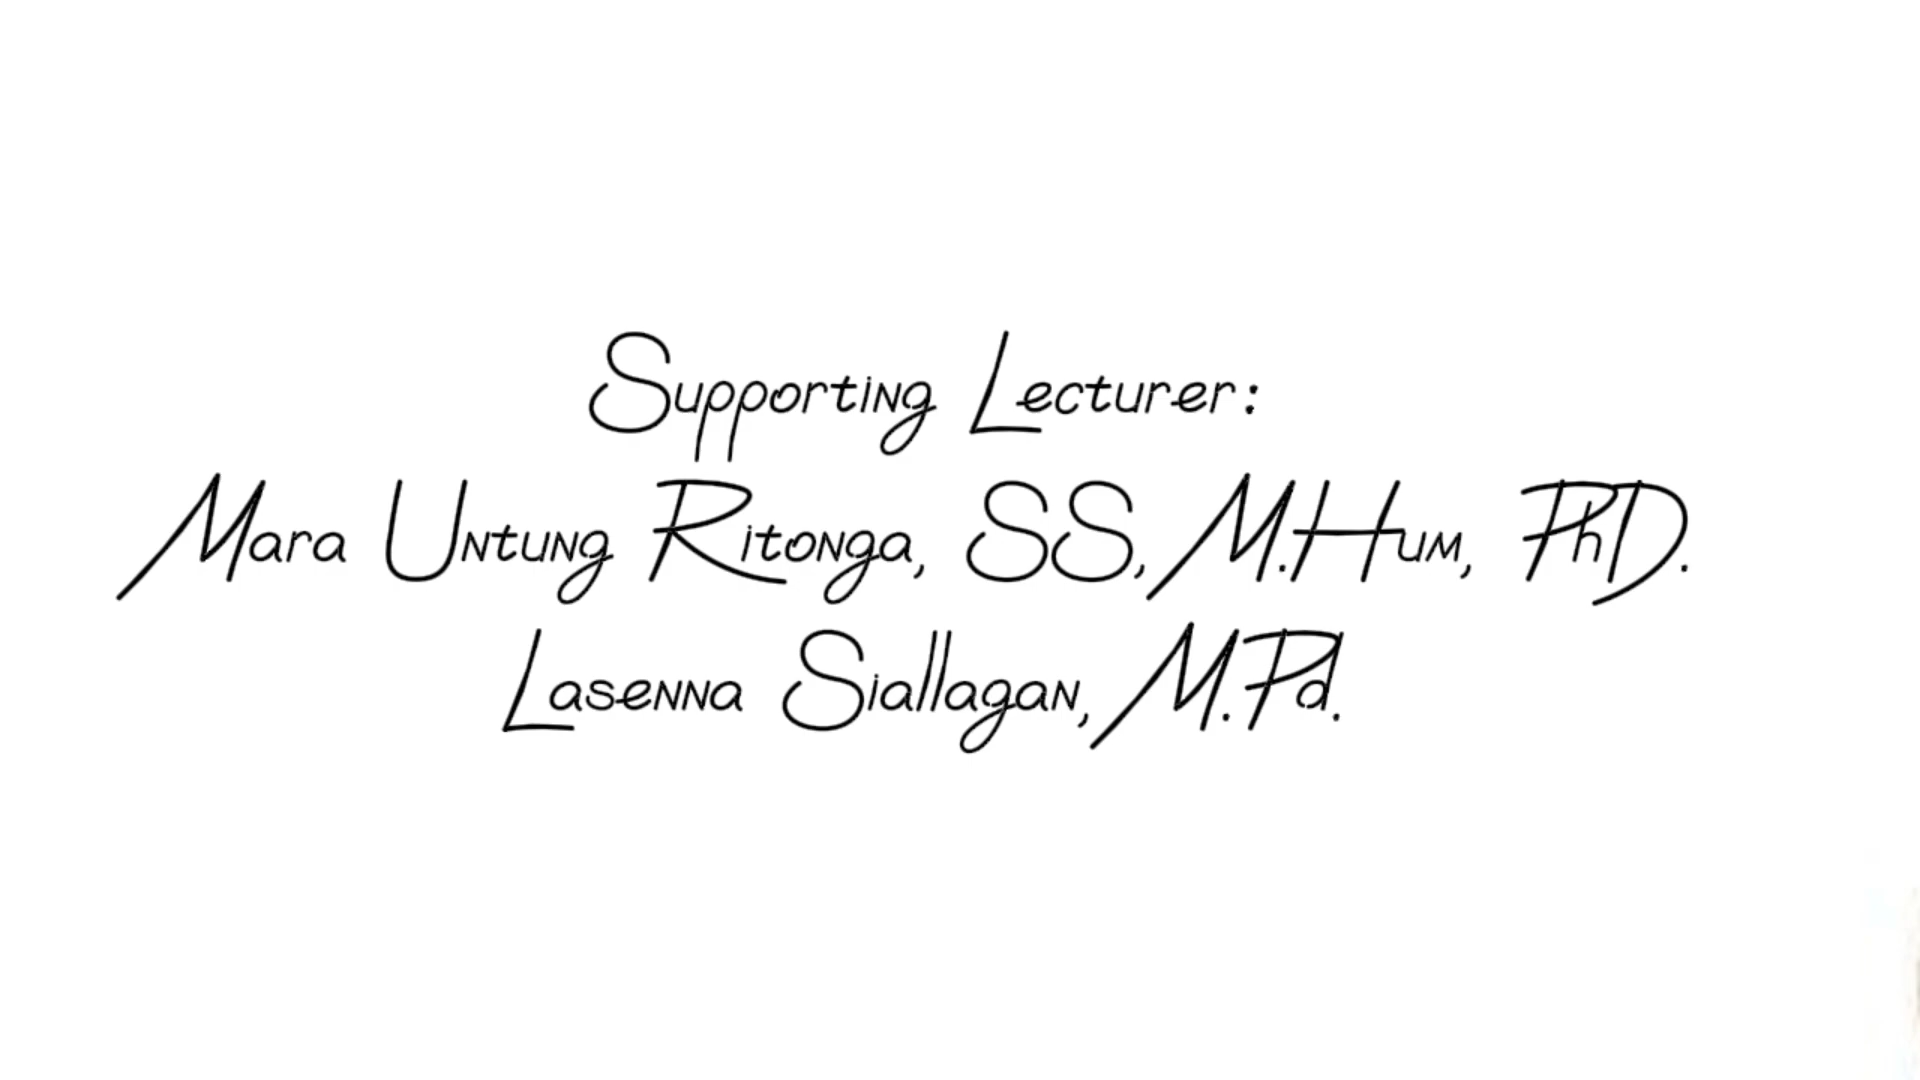 Supporting Lecturer:
Mara Untung Ritonga, SS, M.Hum, PhD.
Lasenna Siallagan, M.Pd.